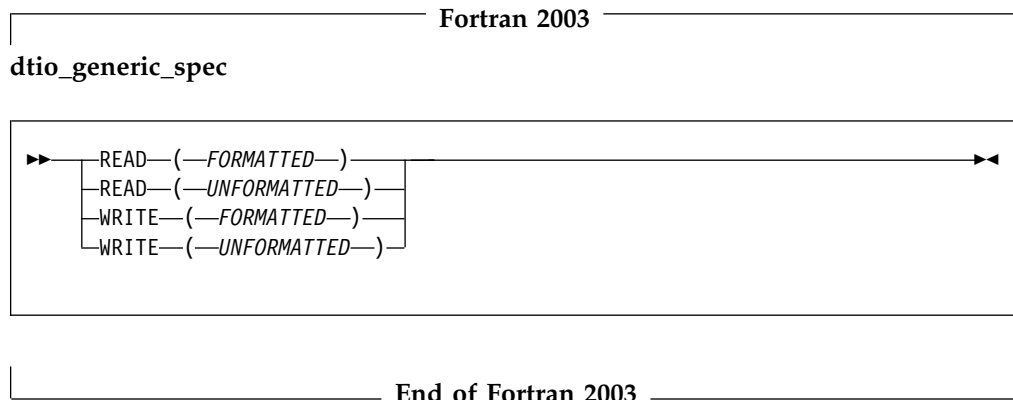 Fortran 2003
dtio_generic_spec
READ ( FORMATTED )
READ ( UNFORMATTED )
WRITE ( FORMATTED )
WRITE ( UNFORMATTED )
End of Fortran 2003